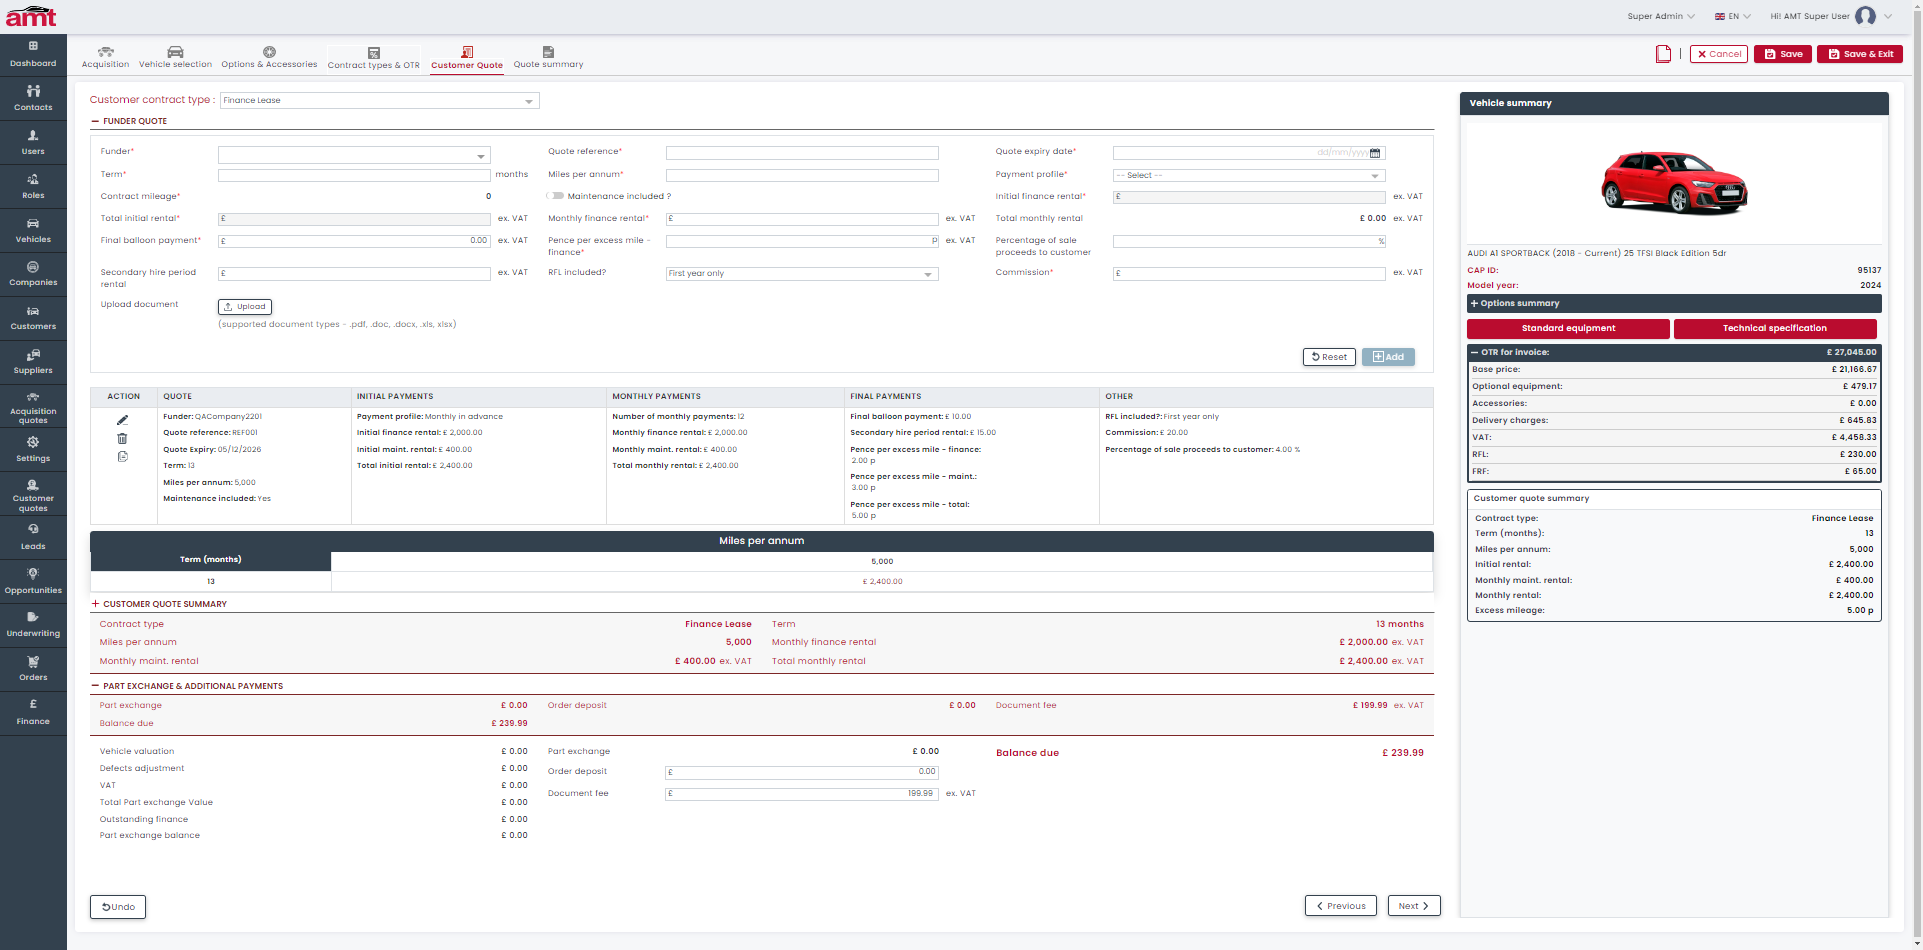 amt
Super Admin
EN
Hi! AMT Super User
Dashboard
Contacts
Users
Roles
Vehicles
Companies
Customers
Suppliers
Acquisition
quotes
Settings
Customer
quotes
Leads
Opportunities
Underwriting
Orders
£
Finance
Acquisition Vehicle selection Options & Accessories Contract types & OTR Customer Quote Quote summary
Cancel Save Save & Exit
Customer contract type : Finance Lease
FUNDER QUOTE
Funder* Quote reference* Quote expiry date* dd/mm/yyyy
Term* months Miles per annum* Payment profile* -- Select --
Contract mileage* 0 Maintenance included ? Initial finance rental* £ ex. VAT
Total initial rental* £ ex. VAT Monthly finance rental* £ ex. VAT Total monthly rental £ 0.00 ex. VAT
Final balloon payment* £ 0.00 ex. VAT Pence per excess mile - finance* p ex. VAT Percentage of sale proceeds to customer %
Secondary hire period rental £ ex. VAT RFL included? First year only Commission* £ ex. VAT
Upload document Upload
(supported document types - .pdf, .doc, .docx, .xls, xlsx)
Reset Add
ACTION QUOTE INITIAL PAYMENTS MONTHLY PAYMENTS FINAL PAYMENTS OTHER
Funder: QACompany2201
Quote reference: REF001
Quote Expiry: 05/12/2026
Term: 13
Miles per annum: 5,000
Maintenance included: Yes
Payment profile: Monthly in advance
Initial finance rental: £ 2,000.00
Initial maint. rental: £ 400.00
Total initial rental: £ 2,400.00
Number of monthly payments: 12
Monthly finance rental: £ 2,000.00
Monthly maint. rental: £ 400.00
Total monthly rental: £ 2,400.00
Final balloon payment: £ 10.00
Secondary hire period rental: £ 15.00
Pence per excess mile - finance:
2.00 p
Pence per excess mile - maint.:
3.00 p
Pence per excess mile - total:
5.00 p
RFL included?: First year only
Commission: £ 20.00
Percentage of sale proceeds to customer: 4.00 %
Miles per annum
Term (months) 5,000
13 £ 2,400.00
CUSTOMER QUOTE SUMMARY
Contract type Finance Lease Term 13 months
Miles per annum 5,000 Monthly finance rental £ 2,000.00 ex. VAT
Monthly maint. rental £ 400.00 ex. VAT Total monthly rental £ 2,400.00 ex. VAT
PART EXCHANGE & ADDITIONAL PAYMENTS
Part exchange £ 0.00 Order deposit £ 0.00 Document fee £ 199.99 ex. VAT
Balance due £ 239.99
Vehicle valuation £ 0.00 Part exchange £ 0.00 Balance due £ 239.99
Defects adjustment £ 0.00 Order deposit £ 0.00
VAT £ 0.00 Document fee £ 199.99 ex. VAT
Total Part exchange Value £ 0.00
Outstanding finance £ 0.00
Part exchange balance £ 0.00
Undo Previous Next
Vehicle summary
AUDI A1 SPORTBACK (2018 - Current) 25 TFSI Black Edition 5dr
CAP ID: 95137
Model year: 2024
Options summary
Standard equipment Technical specification
OTR for invoice: £ 27,045.00
Base price: £ 21,166.67
Optional equipment: £ 479.17
Accessories: £ 0.00
Delivery charges: £ 645.83
VAT: £ 4,458.33
RFL: £ 230.00
FRF: £ 65.00
Customer quote summary
Contract type: Finance Lease
Term (months): 13
Miles per annum: 5,000
Initial rental: £ 2,400.00
Monthly maint. rental: £ 400.00
Monthly rental: £ 2,400.00
Excess mileage: 5.00 p